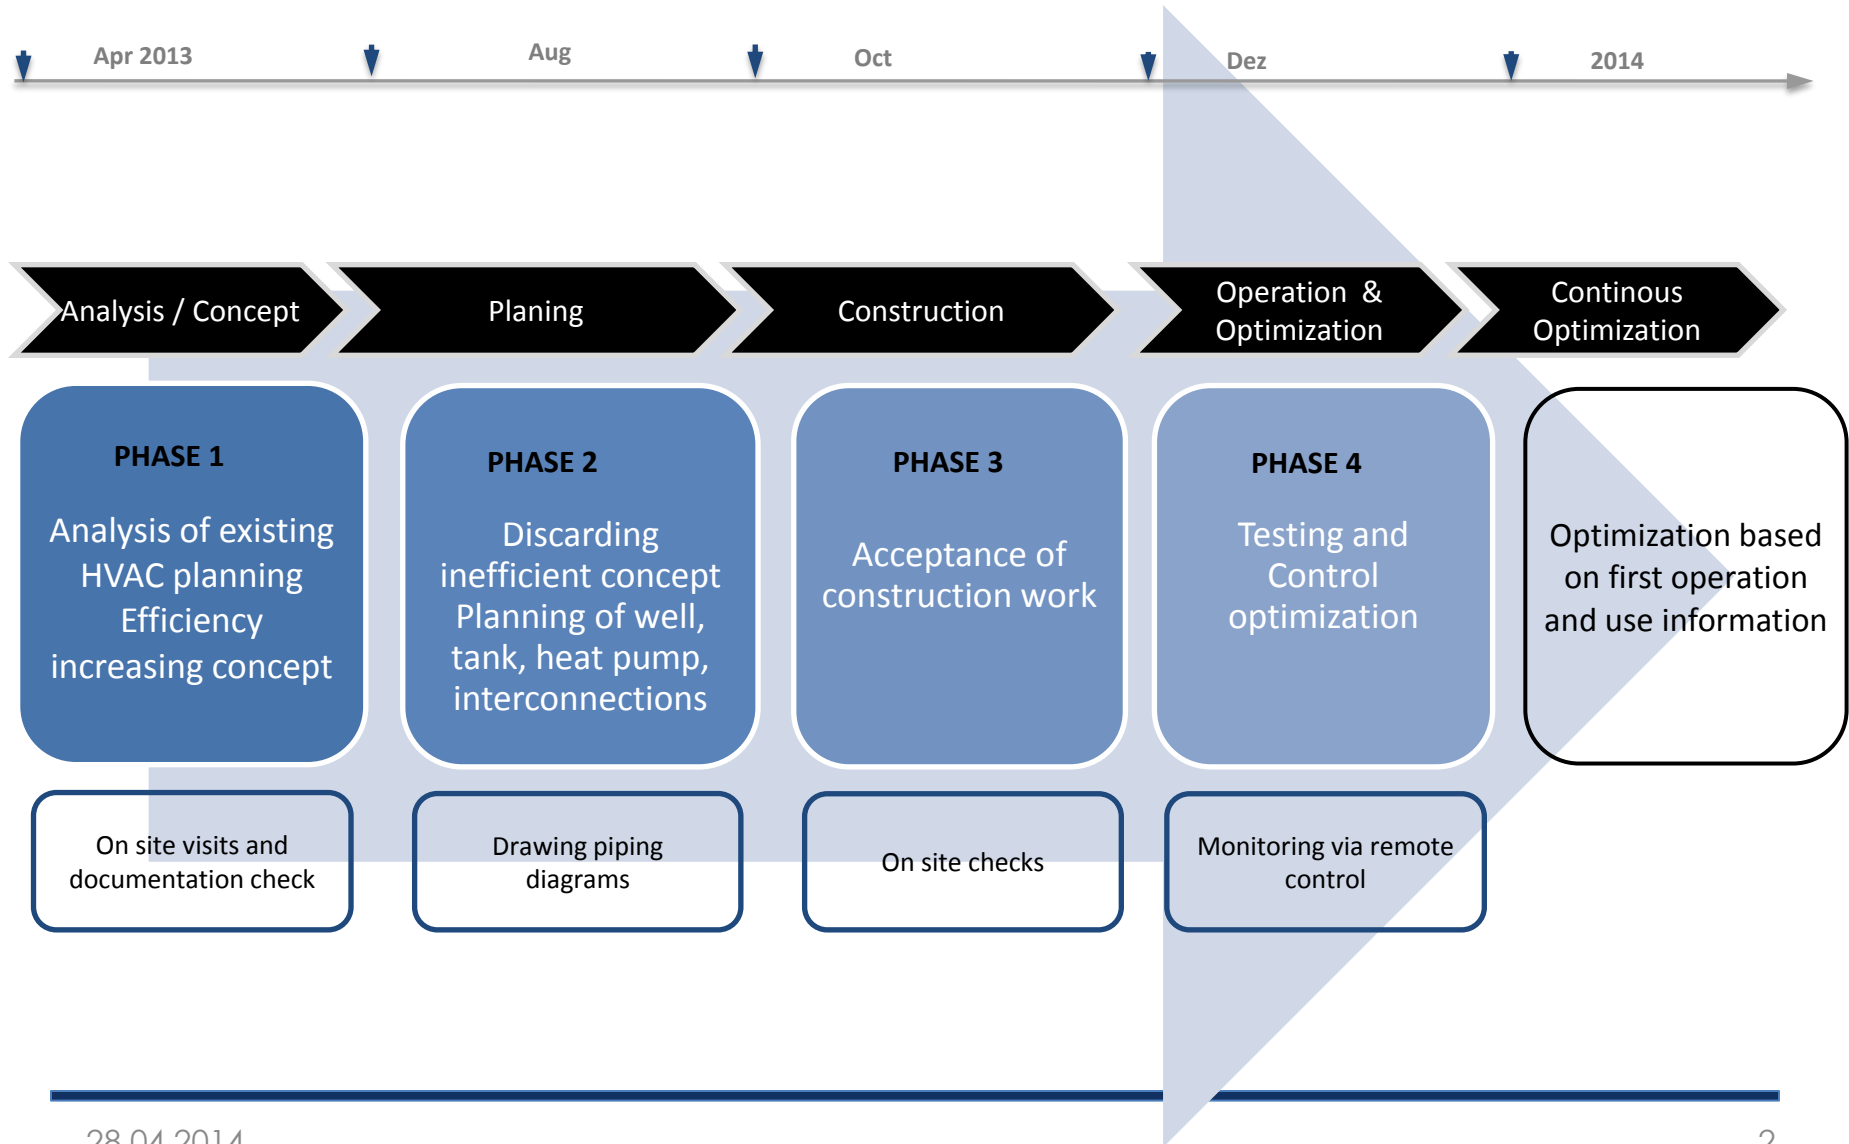 Apr 2013
Aug
Oct
Dez
2014
Analysis / Concept
Planing
Construction
Operation &
Optimization
Continous
Optimization
PHASE 1
Analysis of existing
HVAC planning
Efficiency
increasing concept
PHASE 2
Discarding
inefficient concept
Planning of well,
tank, heat pump,
interconnections
PHASE 3
Acceptance of
construction work
PHASE 4
Testing and
Control
optimization
Optimization based
on first operation
and use information
On site visits and
documentation check
Drawing piping
diagrams
On site checks
Monitoring via remote
control
28.04.2014
2